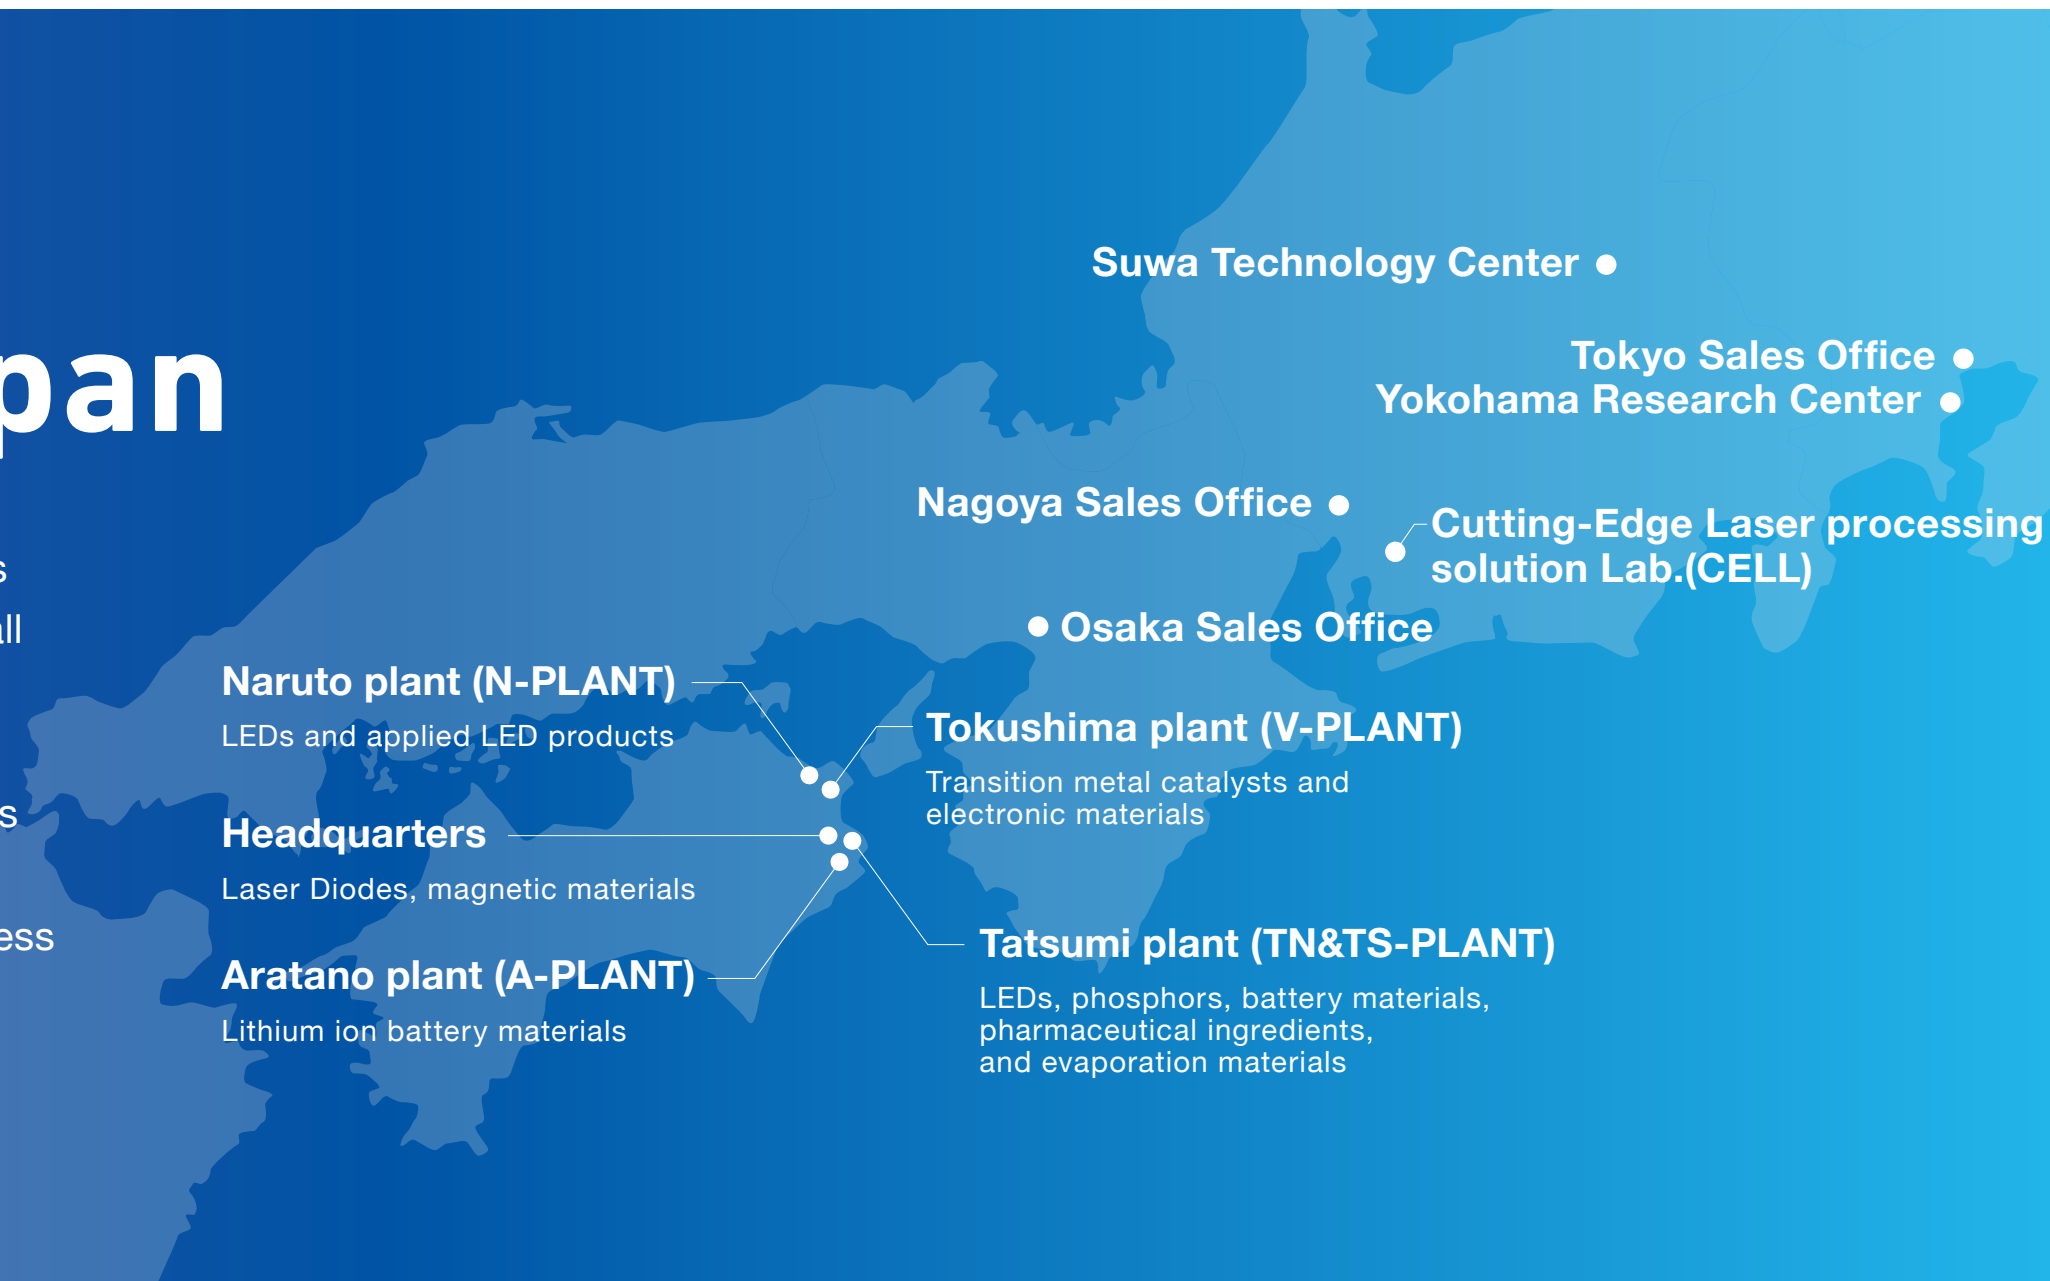 Suwa Technology Center
pan
Tokyo Sales Office
Yokohama Research Center
Nagoya Sales Office
Cutting-Edge Laser processing
solution Lab.(CELL)
s
all
Osaka Sales Office
Naruto plant (N-PLANT)
LEDs and applied LED products
Tokushima plant (V-PLANT)
Transition metal catalysts and
electronic materials
s
Headquarters
Laser Diodes, magnetic materials
ess
Tatsumi plant (TN&TS-PLANT)
LEDs, phosphors, battery materials,
pharmaceutical ingredients,
and evaporation materials
Aratano plant (A-PLANT)
Lithium ion battery materials